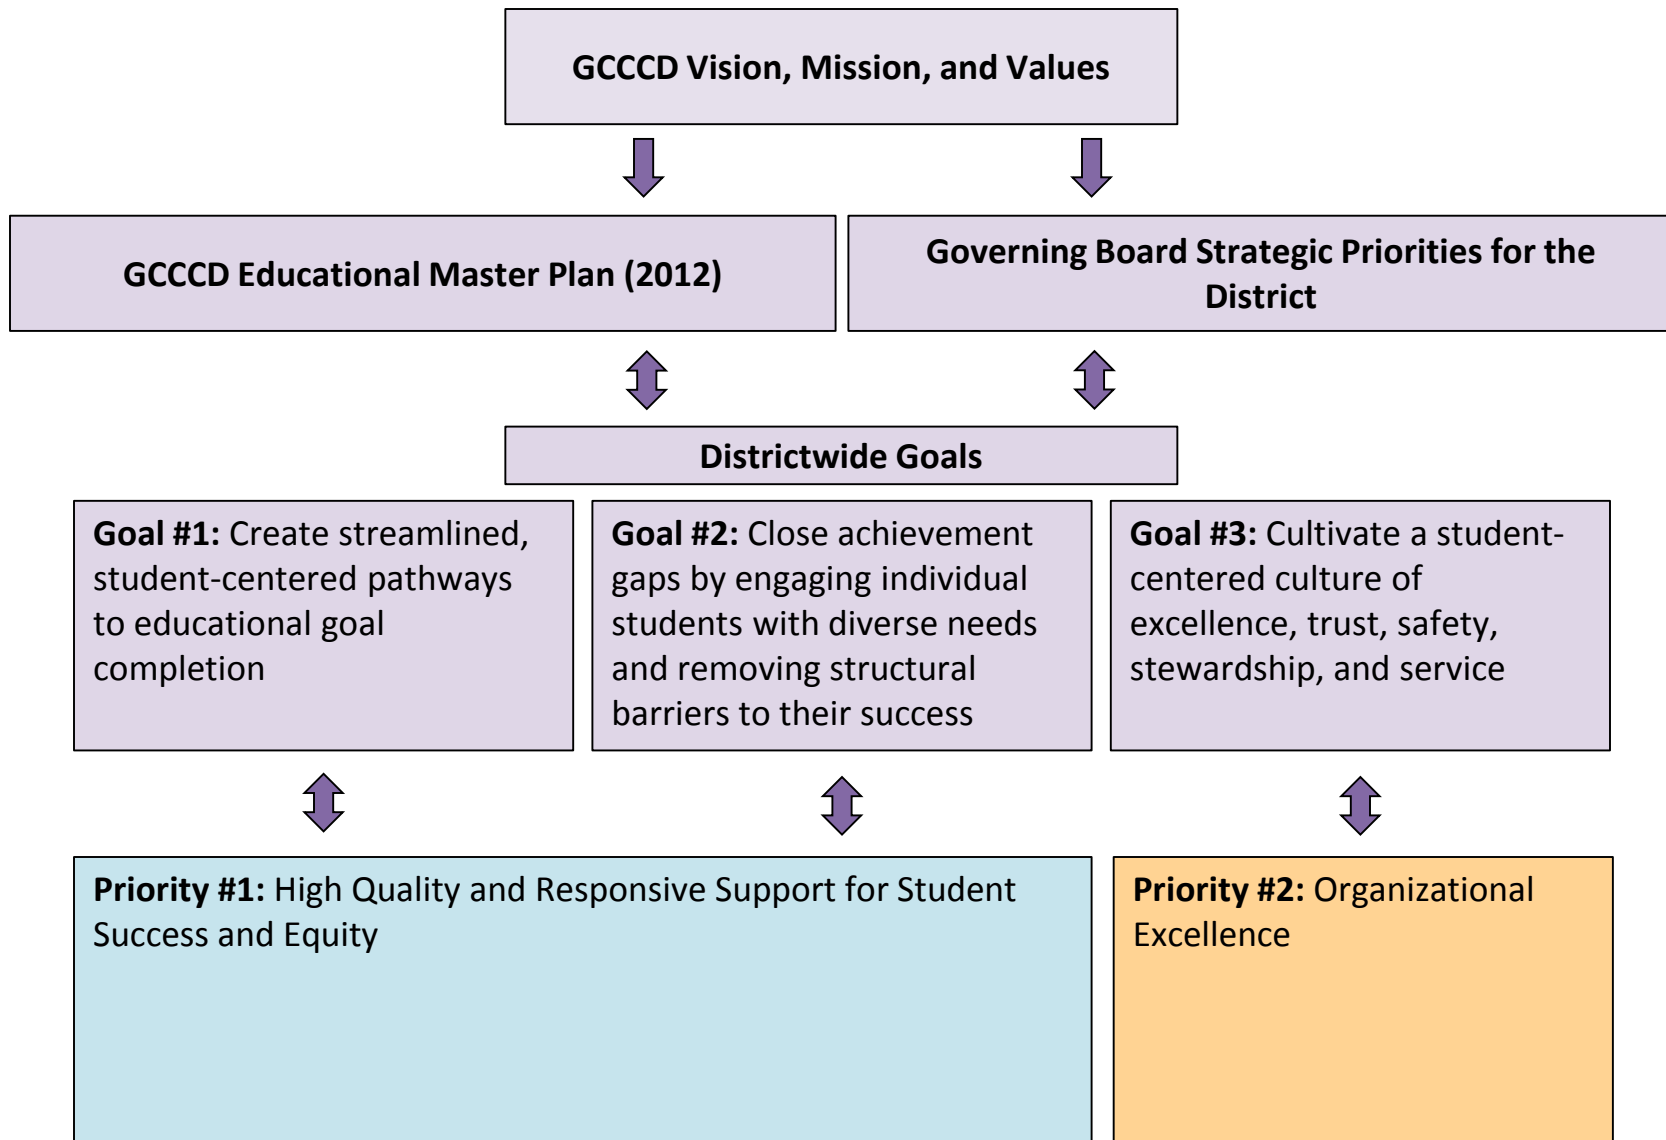 GCCCD Vision, Mission, and Values
GCCCD Educational Master Plan (2012)
Governing Board Strategic Priorities for the
District
Districtwide Goals
Goal #1: Create streamlined,
student-centered pathways
to educational goal
completion
Goal #2: Close achievement
gaps by engaging individual
students with diverse needs
and removing structural
barriers to their success
Goal #3: Cultivate a student-
centered culture of
excellence, trust, safety,
stewardship, and service
Priority #1: High Quality and Responsive Support for Student
Success and Equity
Priority #2: Organizational
Excellence